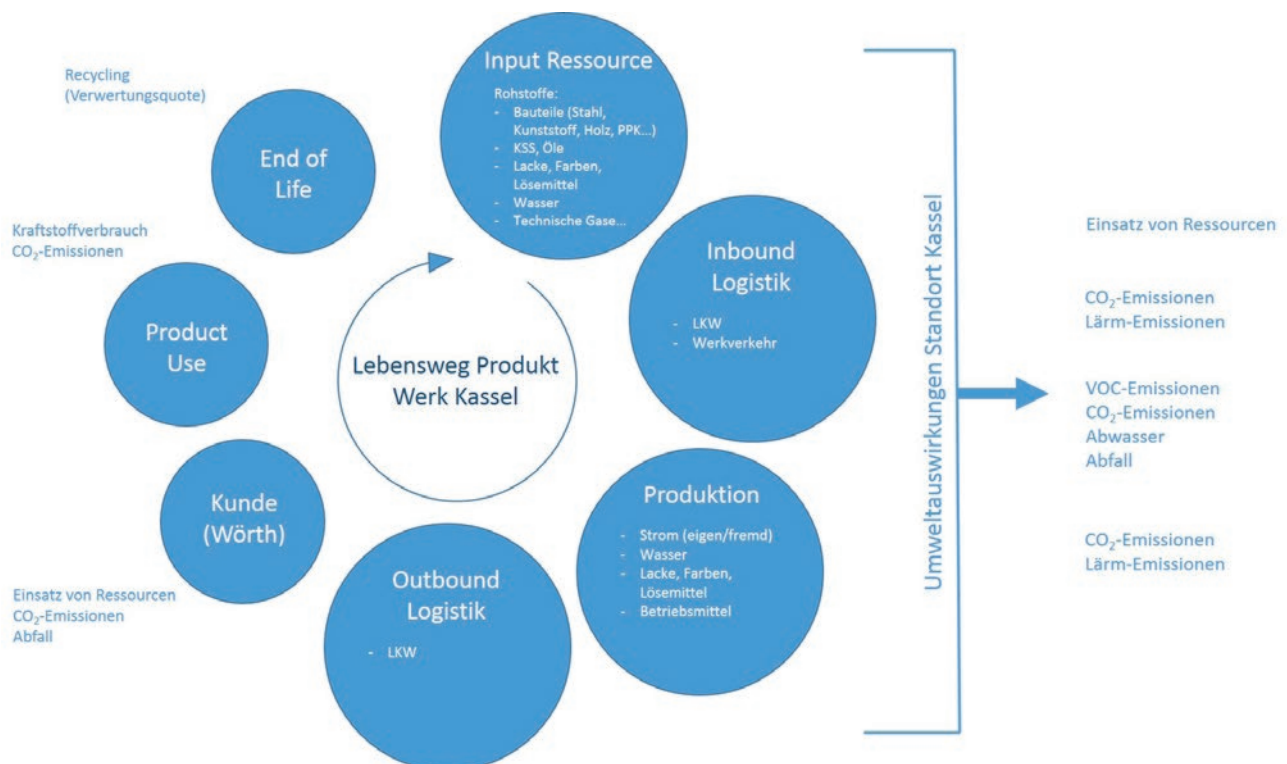 Input Ressource
Rohstoffe:
- Bauteile (Stahl,
Kunststoff, Holz, PPK...)
- KSS, Öle
- Lacke, Farben,
Lösemittel
- Wasser
- Technische Gase...
Inbound
Logistik
- LKW
- Werkverkehr
Produktion
- Strom (eigen/fremd)
- Wasser
- Lacke, Farben,
Lösemittel
- Betriebsmittel
Outbound
Logistik
- LKW
Kunde
(Wörth)
Einsatz von Ressourcen
CO₂-Emissionen
Abfall
Product
Use
Kraftstoffverbrauch
CO₂-Emissionen
End of
Life
Recycling
(Verwertungsquote)
Lebensweg Produkt
Werk Kassel
Umweltauswirkungen Standort Kassel
Einsatz von Ressourcen
CO₂-Emissionen
Lärm-Emissionen
VOC-Emissionen
CO₂-Emissionen
Abwasser
Abfall
CO₂-Emissionen
Lärm-Emissionen